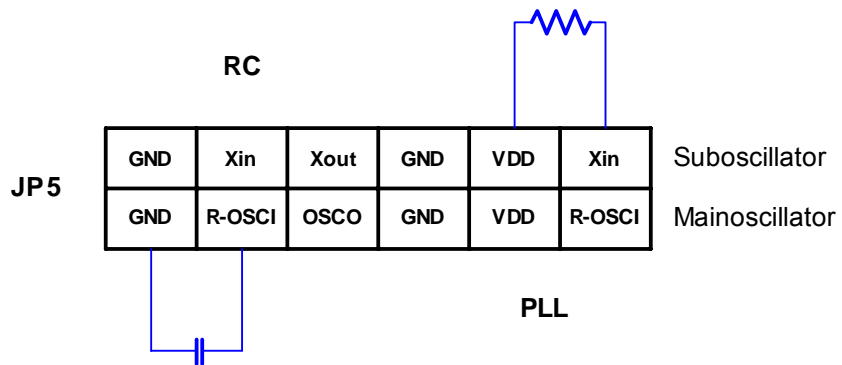 RC
JP5
GND Xin Xout GND VDD Xin Suboscillator
GND R-OSCI OSCO GND VDD R-OSCI Mainoscillator
PLL